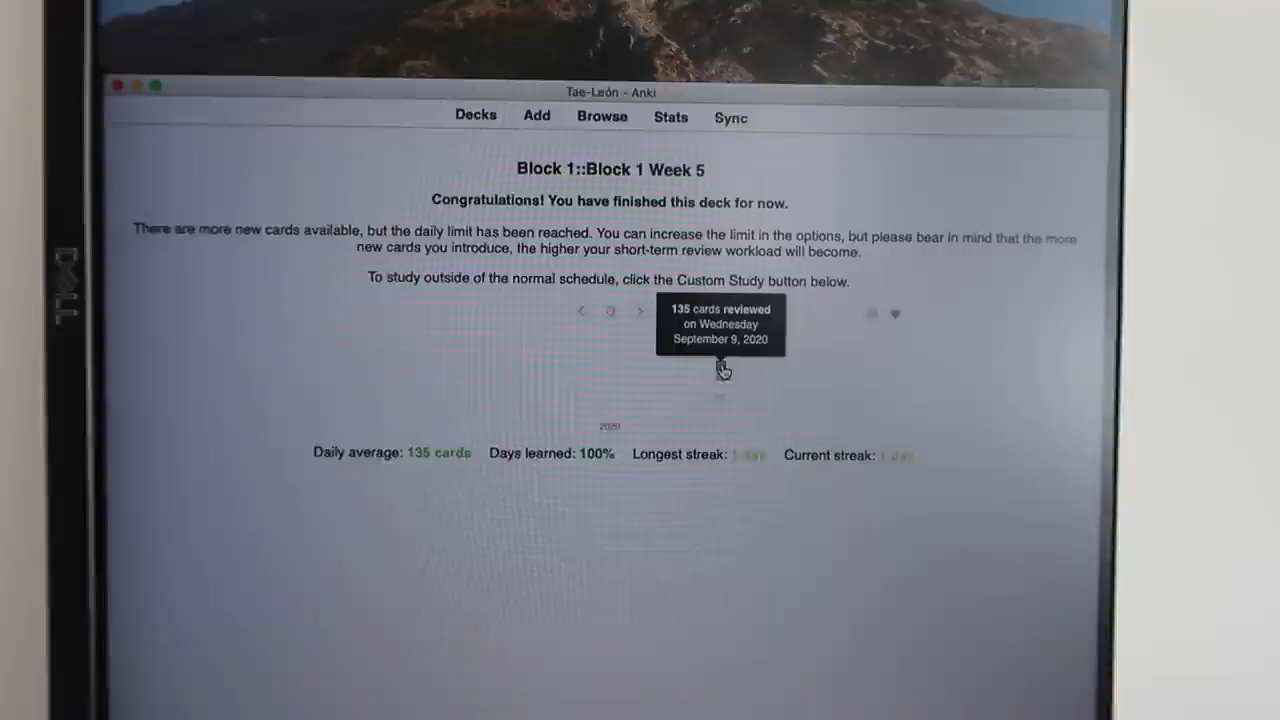 Tae-León - Anki
Decks Add Browse Stats Sync
Block 1::Block 1 Week 5
Congratulations! You have finished this deck for now.
There are more new cards available, but the daily limit has been reached. You can increase the limit in the options, but please bear in mind that the more
new cards you introduce, the higher your short-term review workload will become.
To study outside of the normal schedule, click the Custom Study button below.
135 cards reviewed
on Wednesday
September 9, 2020
2020
Daily average: 135 cards Days learned: 100% Longest streak: 1 day Current streak: 1 day
DELL